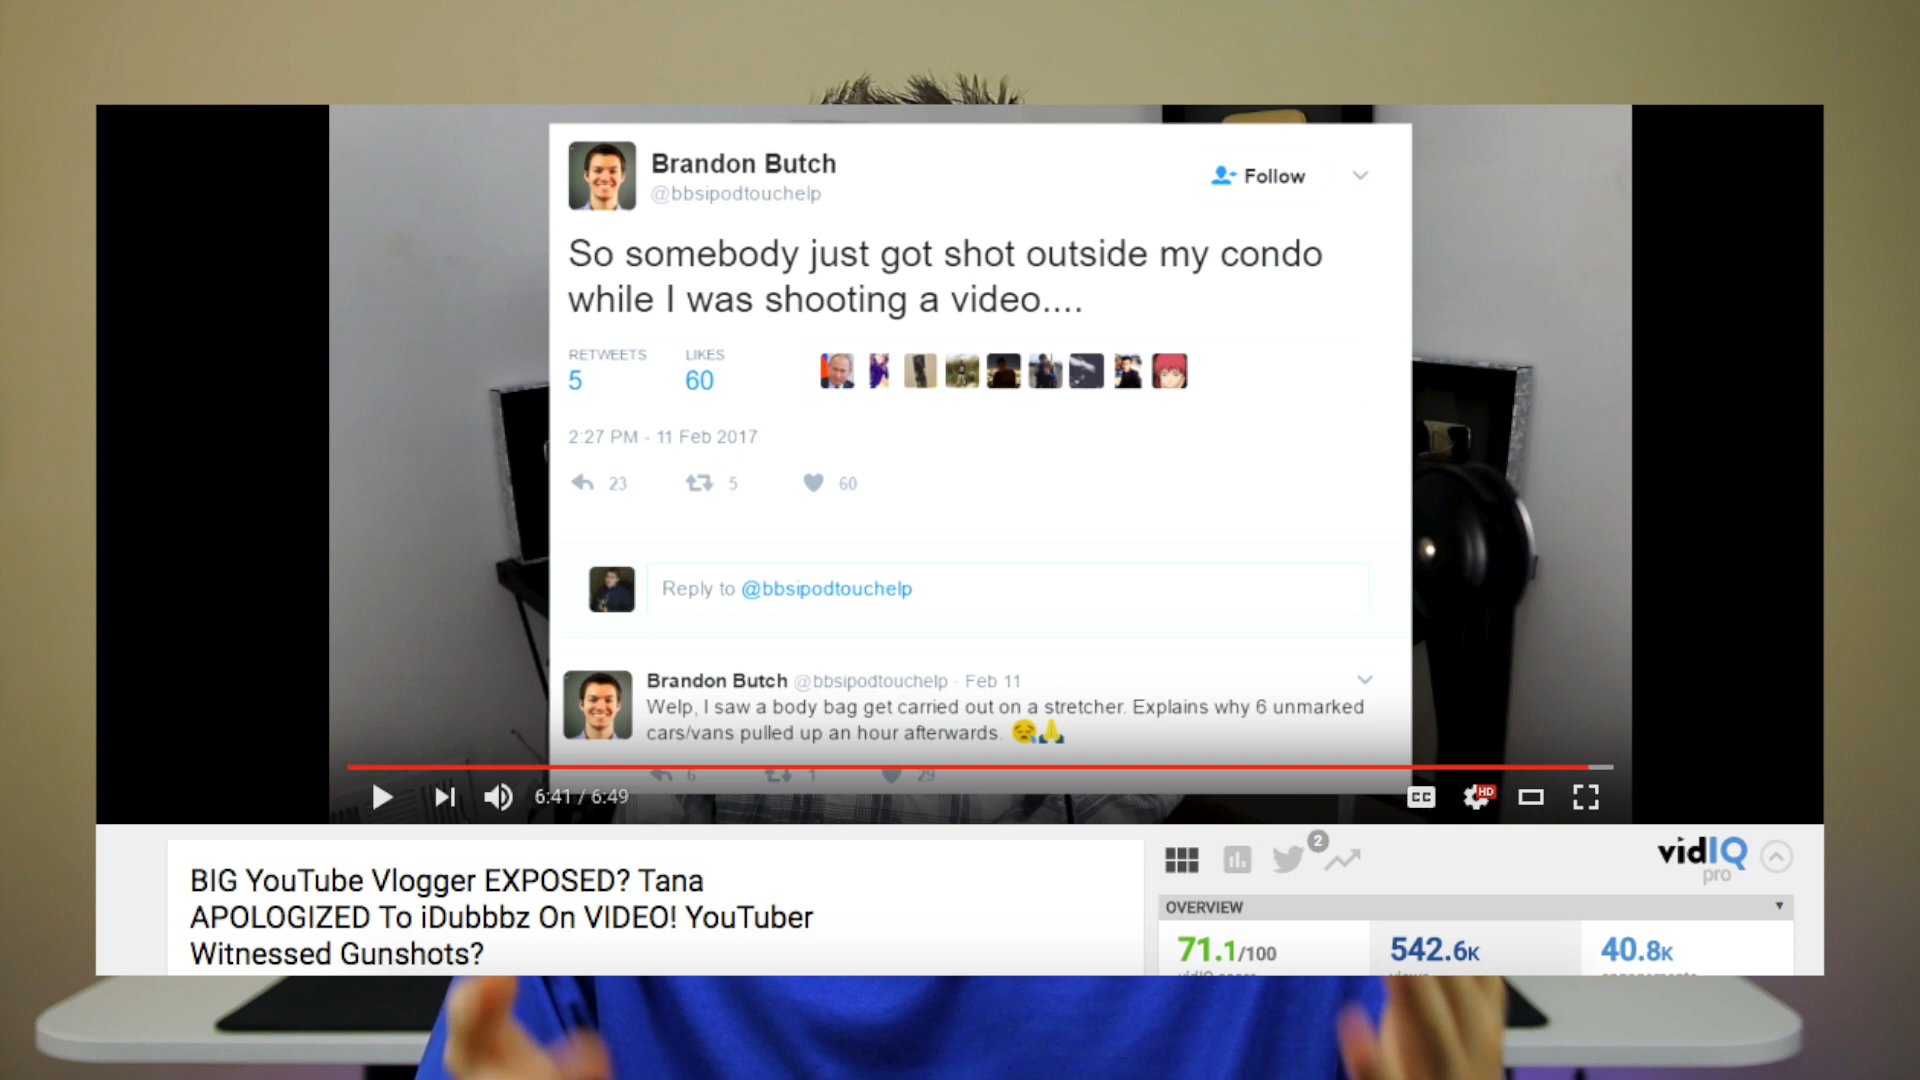 Brandon Butch
@bbsipodtouchelp
Follow
So somebody just got shot outside my condo
while I was shooting a video....
RETWEETS LIKES
5 60
2:27 PM - 11 Feb 2017
23 5 60
Reply to @bbsipodtouchelp
Brandon Butch @bbsipodtouchelp · Feb 11
Welp, I saw a body bag get carried out on a stretcher. Explains why 6 unmarked
cars/vans pulled up an hour afterwards.
6 1 29
6:41 / 6:49
CC HD
BIG YouTube Vlogger EXPOSED? Tana
APOLOGIZED To iDubbbz On VIDEO! YouTuber
Witnessed Gunshots?
2
vidIQ
pro
OVERVIEW
71.1/100 542.6K 40.8K